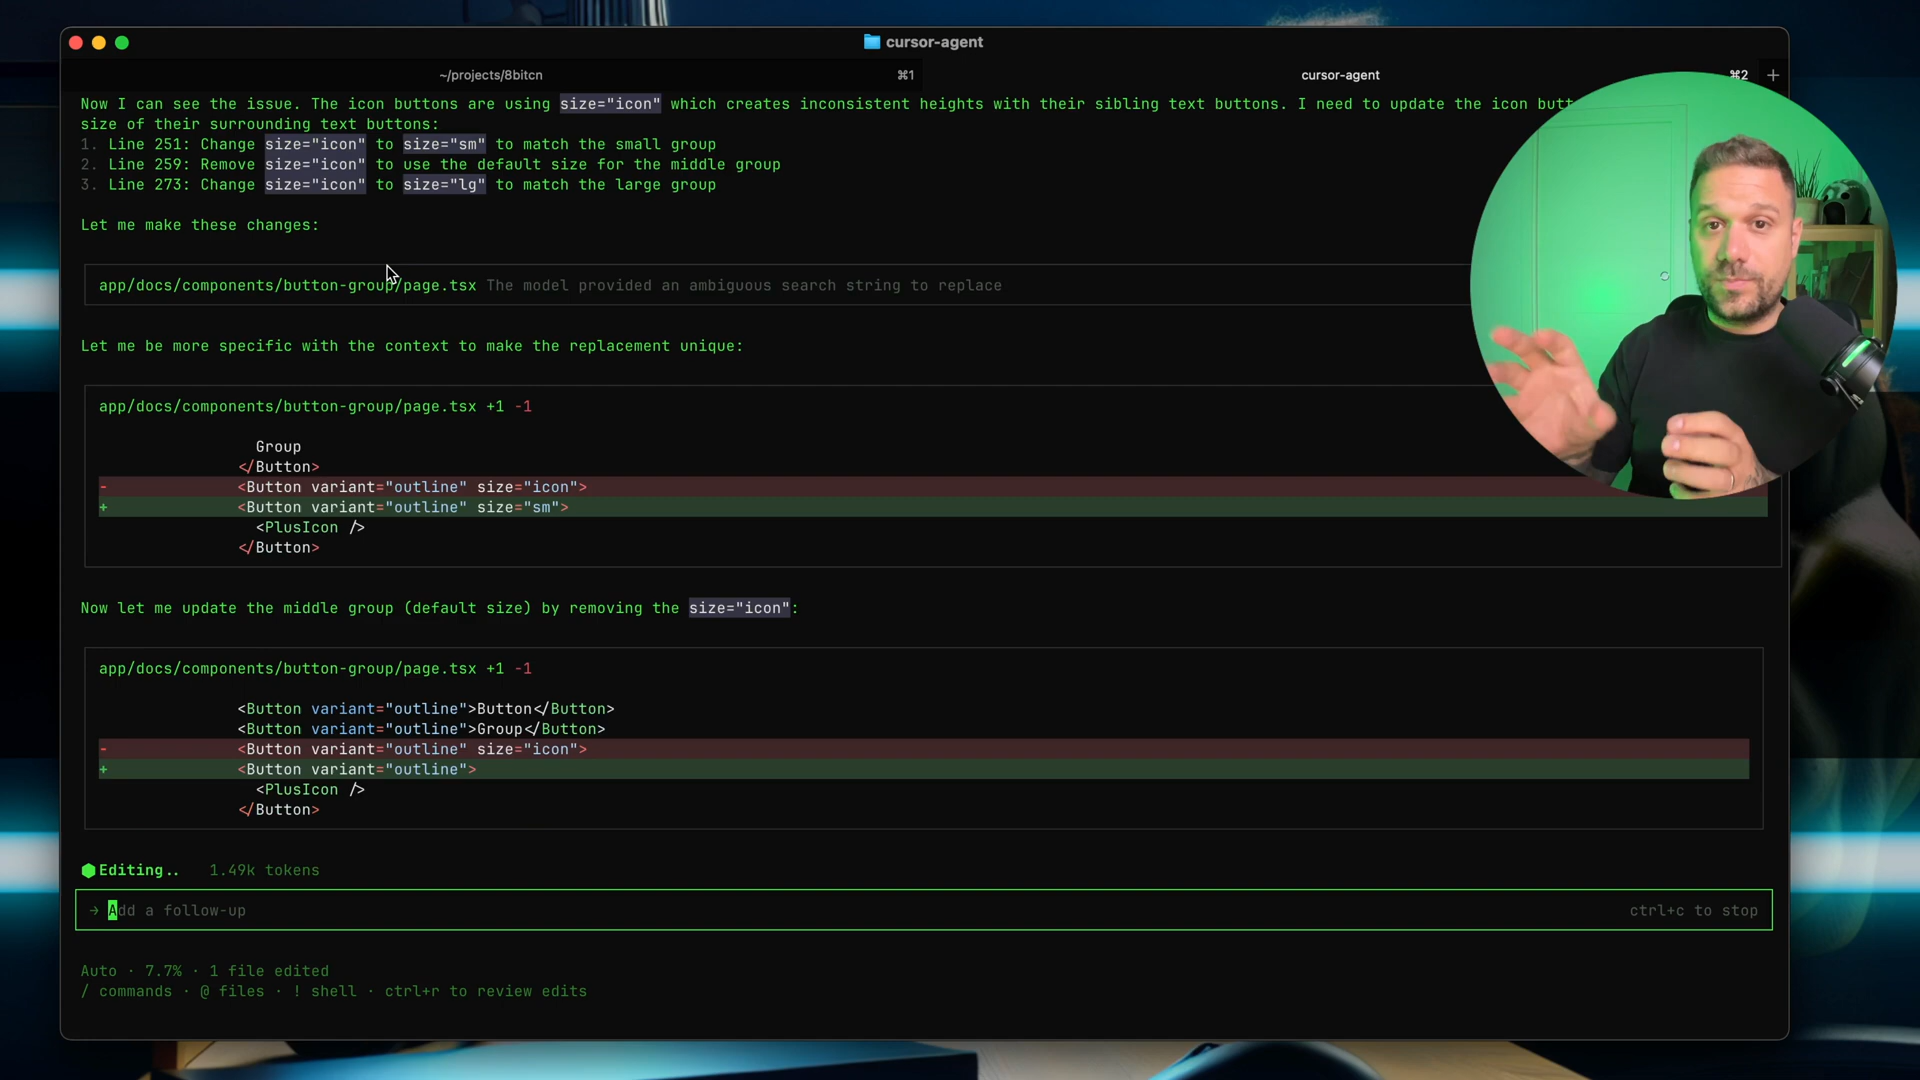 cursor-agent
~/projects/8bitcn ⌘1 cursor-agent ⌘2 +
Now I can see the issue. The icon buttons are using size="icon" which creates inconsistent heights with their sibling text buttons. I need to update the icon
size of their surrounding text buttons:
1. Line 251: Change size="icon" to size="sm" to match the small group
2. Line 259: Remove size="icon" to use the default size for the middle group
3. Line 273: Change size="icon" to size="lg" to match the large group
Let me make these changes:
app/docs/components/button-group/page.tsx The model provided an ambiguous search string to replace
Let me be more specific with the context to make the replacement unique:
app/docs/components/button-group/page.tsx +1 -1
Group
</Button>
- <Button variant="outline" size="icon">
+ <Button variant="outline" size="sm">
<PlusIcon />
</Button>
Now let me update the middle group (default size) by removing the size="icon":
app/docs/components/button-group/page.tsx +1 -1
<Button variant="outline">Button</Button>
<Button variant="outline">Group</Button>
- <Button variant="outline" size="icon">
+ <Button variant="outline">
<PlusIcon />
</Button>
Editing.. 1.49k tokens
→ Add a follow-up ctrl+c to stop
Auto · 7.7% · 1 file edited
/ commands · @ files · ! shell · ctrl+r to review edits